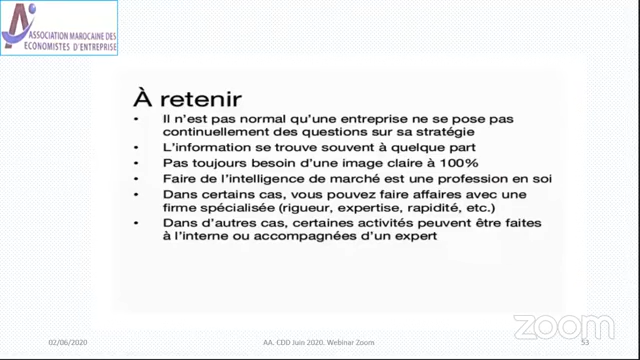 ASSOCIATION MAROCAINE DES
ECONOMISTES D'ENTREPRISE
À retenir
• Il n'est pas normal qu'une entreprise ne se pose pas
continuellement des questions sur sa stratégie
• L'information se trouve souvent à quelque part
• Pas toujours besoin d'une image claire à 100%
• Faire de l'intelligence de marché est une profession en soi
• Dans certains cas, vous pouvez faire affaires avec une
firme spécialisée (rigueur, expertise, rapidité, etc.)
• Dans d'autres cas, certaines activités peuvent être faites
à l'interne ou accompagnées d'un expert
zoom
02/06/2020
AA. CDD Juin 2020. Webinar Zoom
53